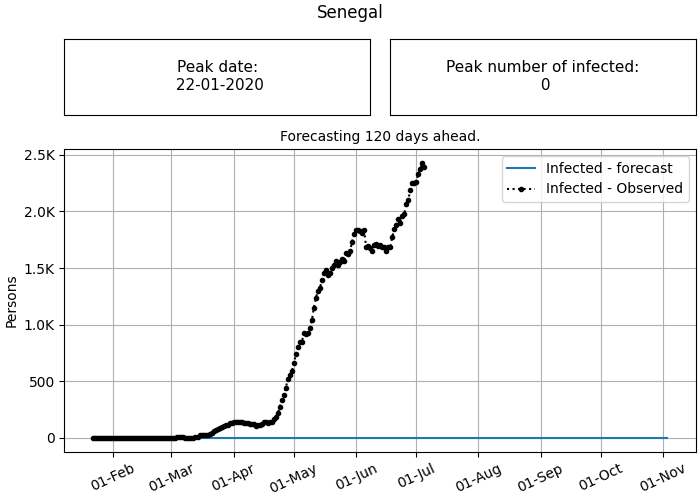 Senegal
Peak date:
22-01-2020
Peak number of infected:
0
Forecasting 120 days ahead.
Infected - forecast
Infected - Observed
Persons
2.5K
2.0K
1.5K
1.0K
500
0
01-Feb
01-Mar
01-Apr
01-May
01-Jun
01-Jul
01-Aug
01-Sep
01-Oct
01-Nov